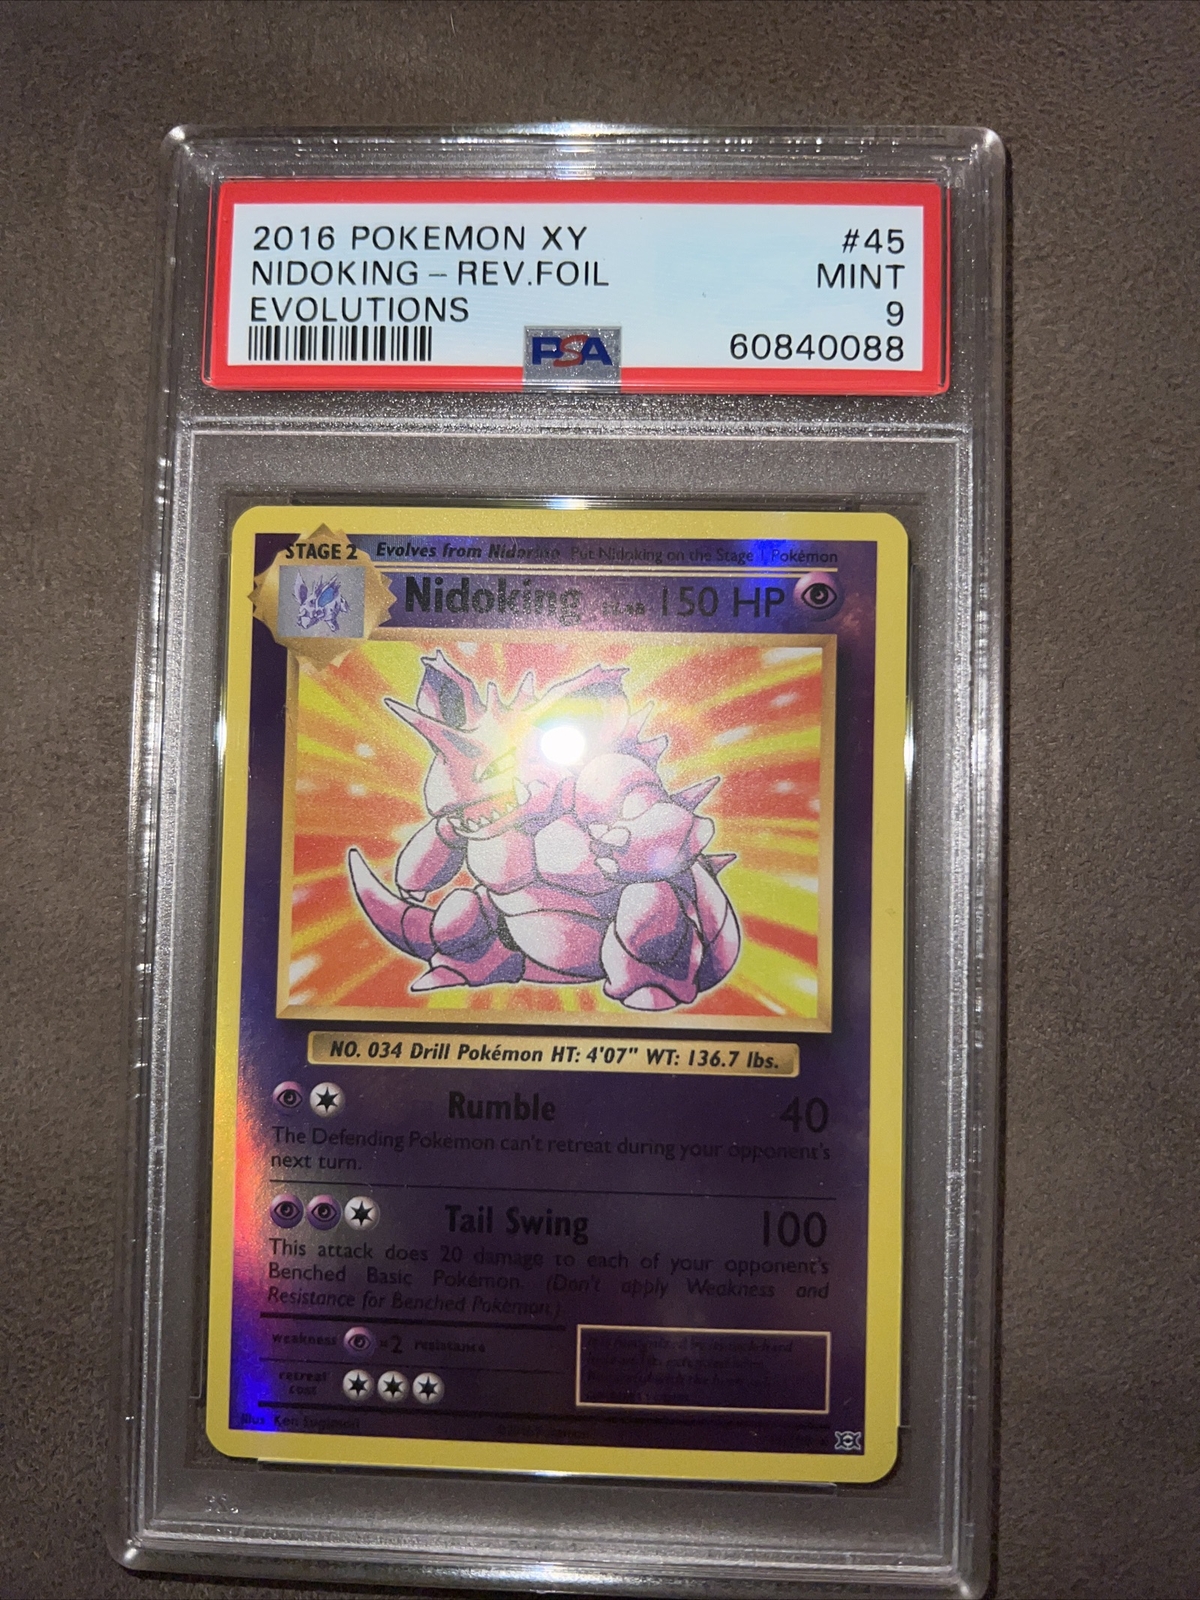 2016 POKEMON XY #45
NIDOKING – REV.FOIL MINT
EVOLUTIONS 9
PSA 60840088
STAGE 2 Evolves from Nidorino Put Nidoking on the Stage 1 Pokémon
Nidoking 150 HP
NO. 034 Drill Pokémon HT: 4'07" WT: 136.7 lbs.
Rumble 40
The Defending Pokémon can't retreat during your opponent's
next turn.
Tail Swing 100
This attack does 20 damage to each of your opponent's
Benched Basic Pokémon. (Don't apply Weakness and
Resistance for Benched Pokémon.)
weakness ×2 resistance
retreat
cost
Illus. Ken Sugimori